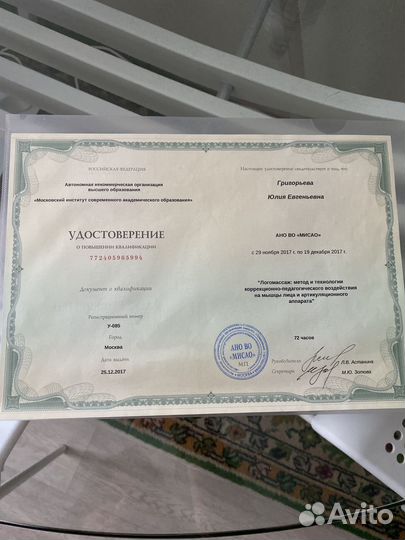 РОССИЙСКАЯ ФЕДЕРАЦИЯ
Автономная некоммерческая организация
высшего образования
«Московский институт современного академического образования»
УДОСТОВЕРЕНИЕ
О ПОВЫШЕНИИ КВАЛИФИКАЦИИ
772405965994
Документ о квалификации
Регистрационный номер
У-085
Город
Москва
Дата выдачи
25.12.2017
Настоящее удостоверение свидетельствует о том, что
Григорьева
Юлия Евгеньевна
АНО ВО «МИСАО»
с 29 ноября 2017 г. по 19 декабря 2017 г.
"Логомассаж: метод и технологии
коррекционно-педагогического воздействия
на мышцы лица и артикуляционного
аппарата"
72 часов
Руководитель
Л.В. Астанина
Секретарь
М.Ю. Зотова
АНО ВО
«МИСАО»
М.П.
Avito